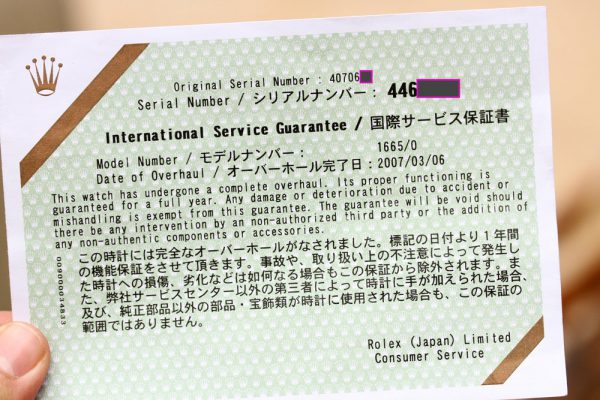 Original Serial Number : 40706
Serial Number / シリアルナンバー : 446
International Service Guarantee / 国際サービス保証書
Model Number / モデルナンバー : 1665/0
Date of Overhaul / オーバーホール完了日 : 2007/03/06
This watch has undergone a complete overhaul. Its proper functioning is
guaranteed for a full year. Any damage or deterioration due to accident or
mishandling is exempt from this guarantee. The guarantee will be void should
there be any intervention by an non-authorized third party or the addition of
any non-authentic components or accessories.
この時計には完全なオーバーホールがなされました。標記の日付より１年間
の機能保証をさせて頂きます。事故や、取り扱い上の不注意によって発生し
た時計への損傷、劣化などは如何なる場合もこの保証から除外されます。ま
た、弊社サービスセンター以外の第三者によって時計に手が加えられた場合、
及び、純正部品以外の部品・宝飾類が時計に使用された場合も、この保証の
範囲ではありません。
009000034833
Rolex (Japan) Limited
Consumer Service